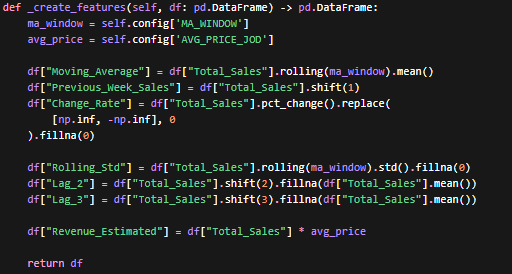 def _create_features(self, df: pd.DataFrame) -> pd.DataFrame:
    ma_window = self.config['MA_WINDOW']
    avg_price = self.config['AVG_PRICE_JOD']

    df["Moving_Average"] = df["Total_Sales"].rolling(ma_window).mean()
    df["Previous_Week_Sales"] = df["Total_Sales"].shift(1)
    df["Change_Rate"] = df["Total_Sales"].pct_change().replace(
        [np.inf, -np.inf], 0
    ).fillna(0)

    df["Rolling_Std"] = df["Total_Sales"].rolling(ma_window).std().fillna(0)
    df["Lag_2"] = df["Total_Sales"].shift(2).fillna(df["Total_Sales"].mean())
    df["Lag_3"] = df["Total_Sales"].shift(3).fillna(df["Total_Sales"].mean())

    df["Revenue_Estimated"] = df["Total_Sales"] * avg_price

    return df